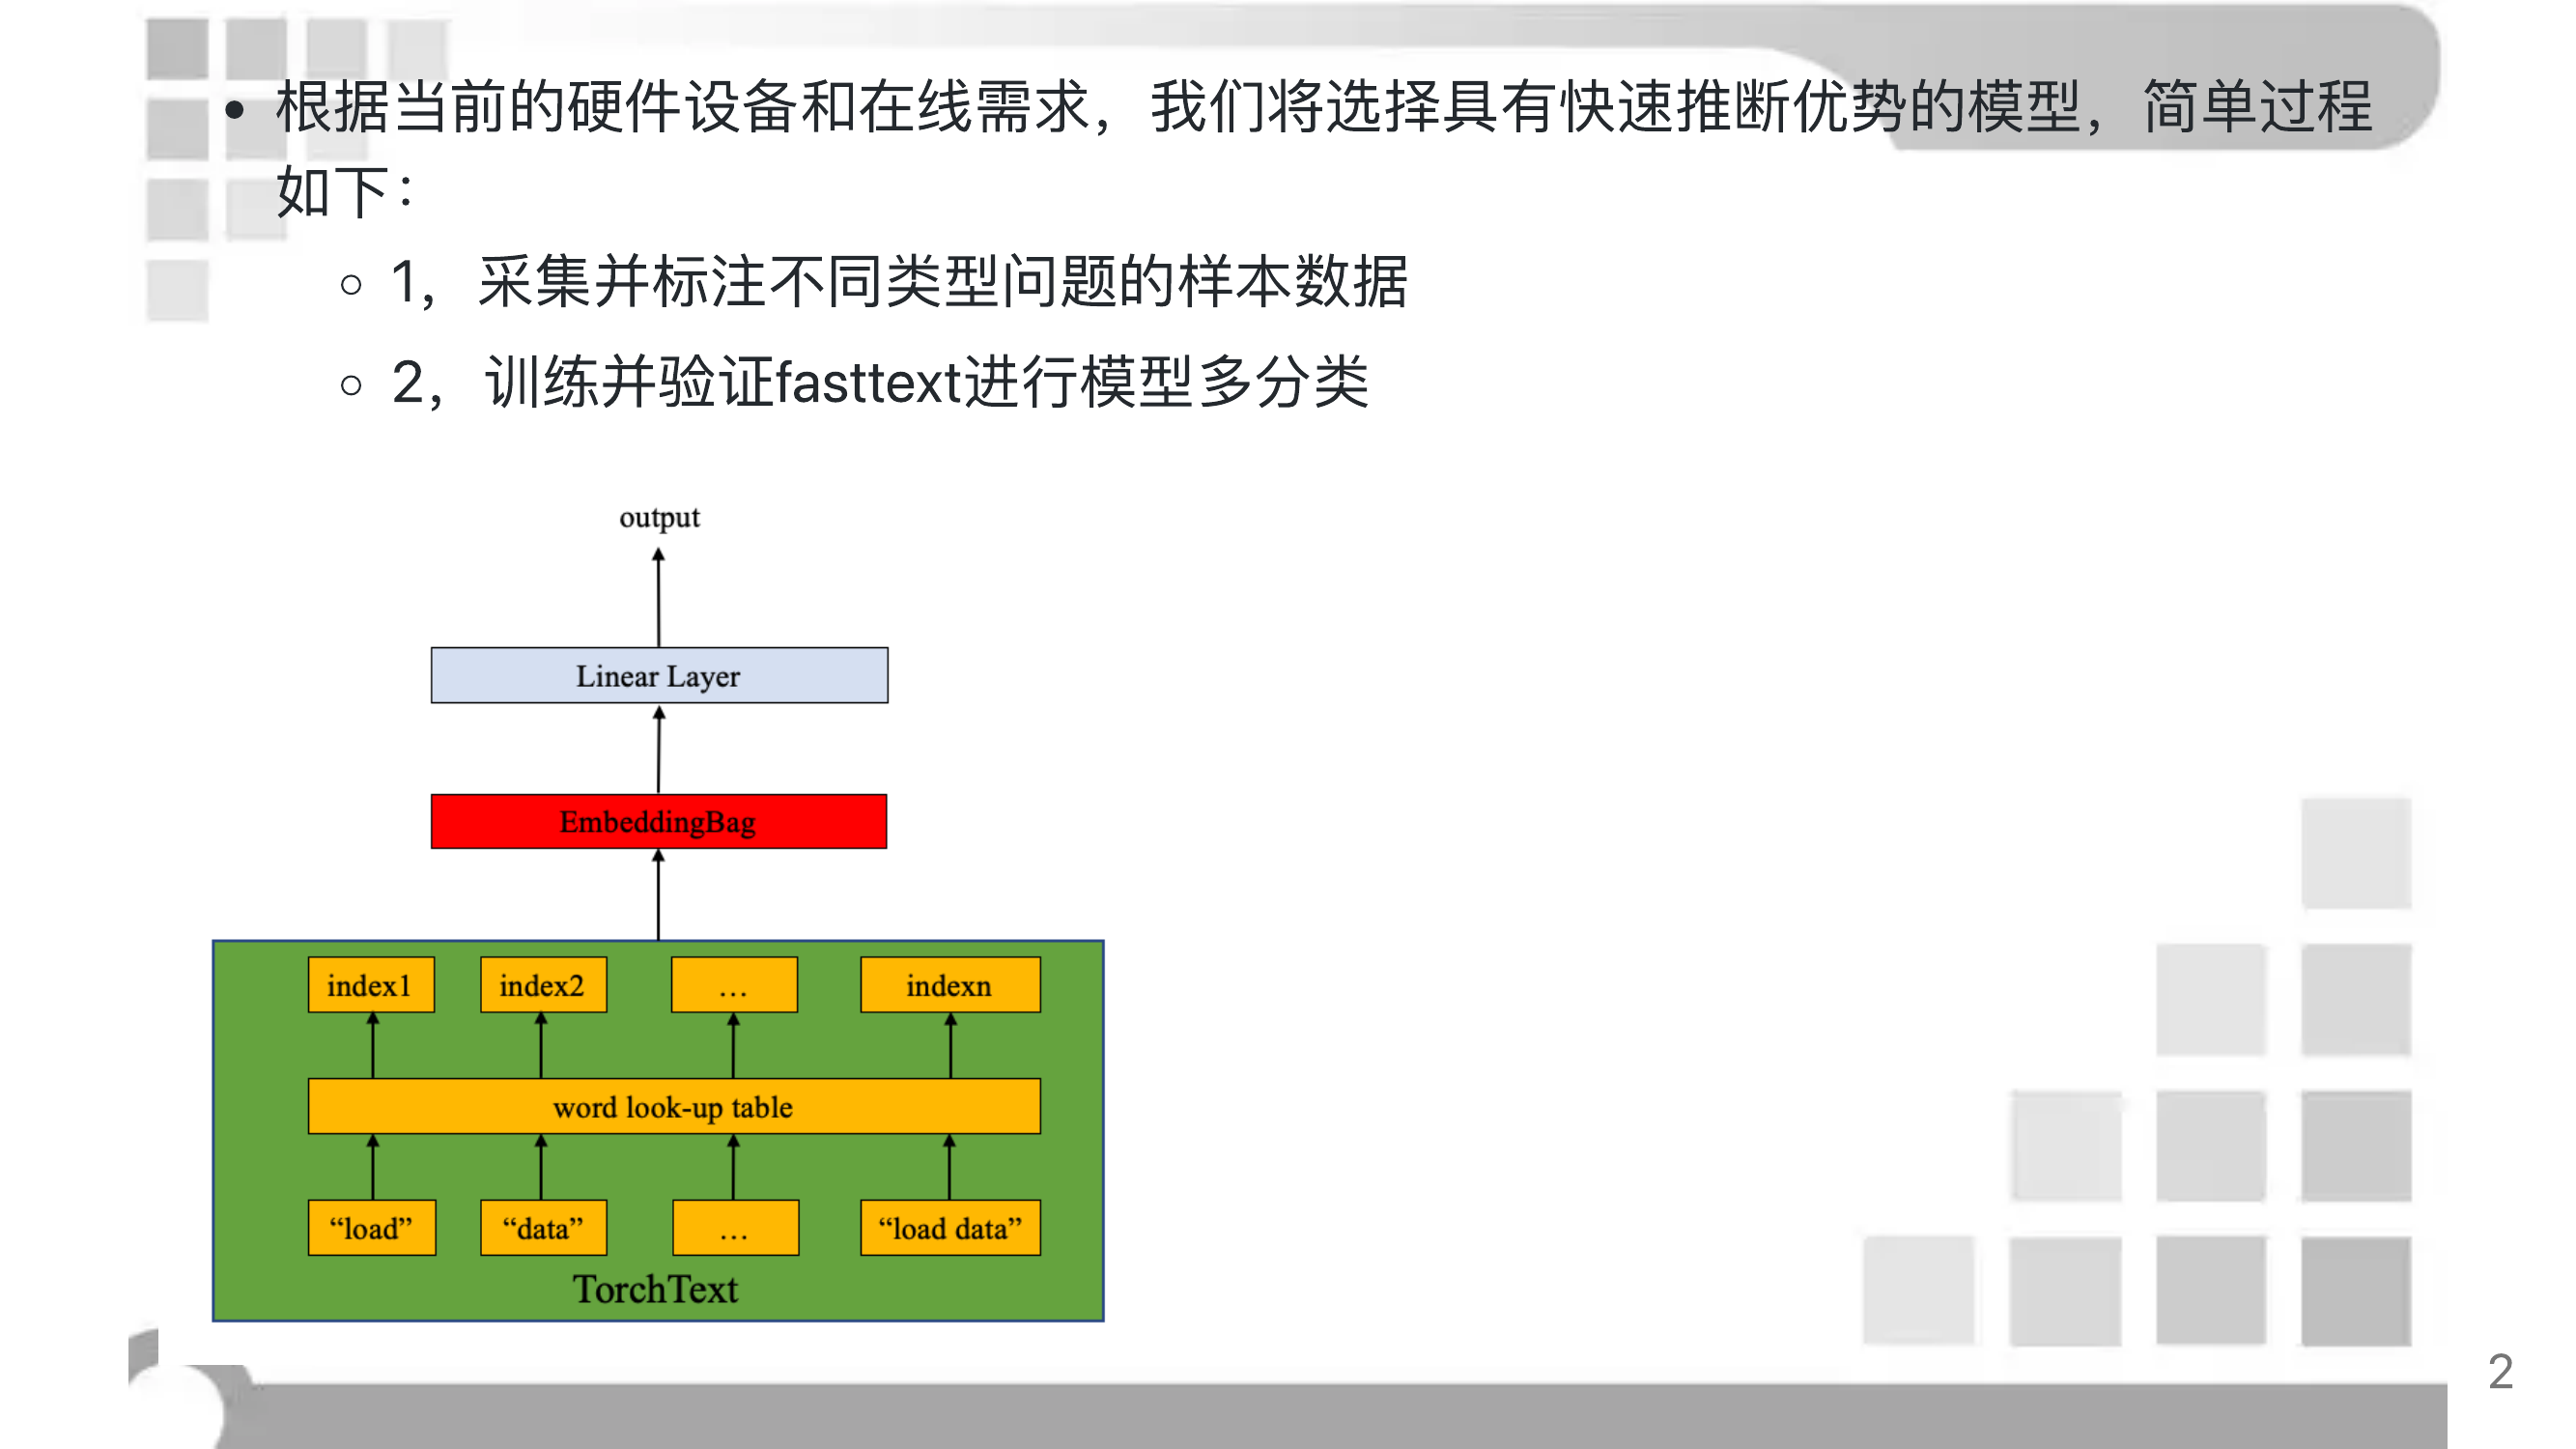 根据当前的硬件设备和在线需求，我们将选择具有快速推断优势的模型，简单过程
如下：
1，采集并标注不同类型问题的样本数据
2，训练并验证fasttext进行模型多分类
output
Linear Layer
EmbeddingBag
index1 index2 … indexn
word look-up table
“load” “data” … “load data”
TorchText
2